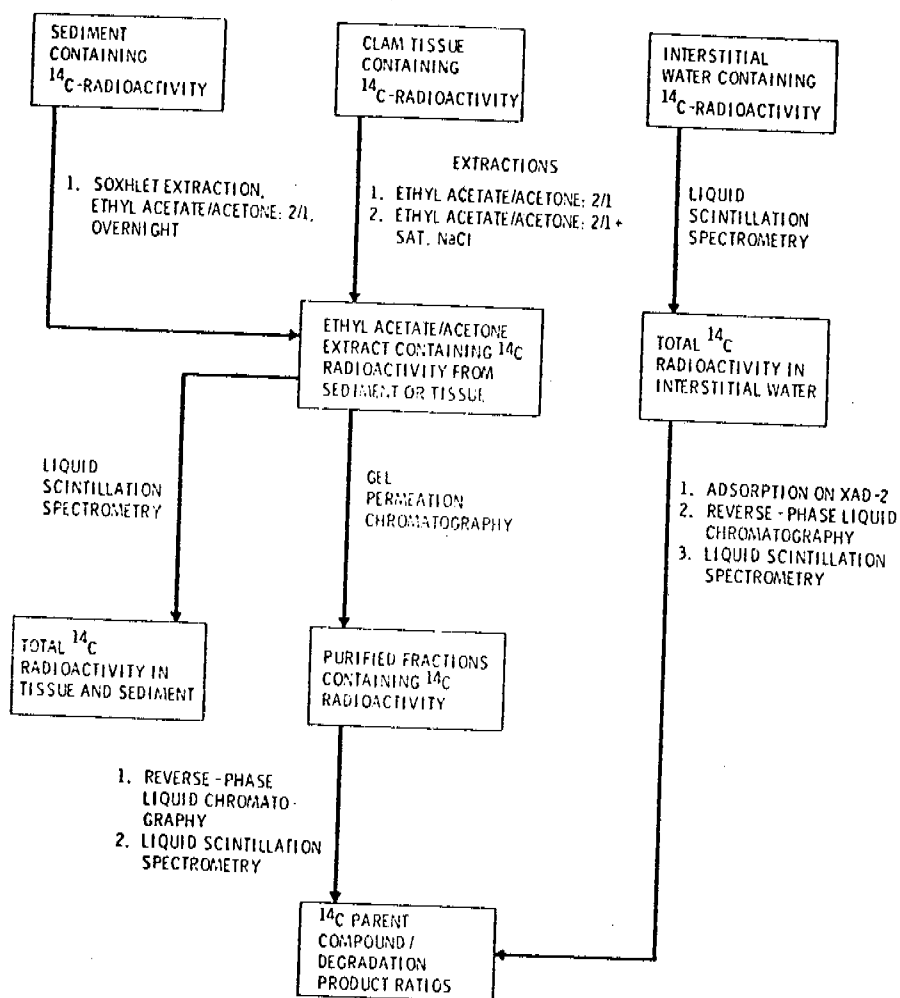 SEDIMENT
CONTAINING
¹⁴C-RADIOACTIVITY
CLAM TISSUE
CONTAINING
¹⁴C-RADIOACTIVITY
INTERSTITIAL
WATER CONTAINING
¹⁴C-RADIOACTIVITY
1. SOXHLET EXTRACTION,
ETHYL ACETATE/ACETONE: 2/1,
OVERNIGHT
EXTRACTIONS
1. ETHYL ACETATE/ACETONE: 2/1
2. ETHYL ACETATE/ACETONE: 2/1 +
SAT. NaCl
LIQUID
SCINTILLATION
SPECTROMETRY
ETHYL ACETATE/ACETONE
EXTRACT CONTAINING ¹⁴C
RADIOACTIVITY FROM
SEDIMENT OR TISSUE
TOTAL ¹⁴C
RADIOACTIVITY IN
INTERSTITIAL WATER
LIQUID
SCINTILLATION
SPECTROMETRY
GEL
PERMEATION
CHROMATOGRAPHY
1. ADSORPTION ON XAD-2
2. REVERSE-PHASE LIQUID
CHROMATOGRAPHY
3. LIQUID SCINTILLATION
SPECTROMETRY
TOTAL ¹⁴C
RADIOACTIVITY IN
TISSUE AND SEDIMENT
PURIFIED FRACTIONS
CONTAINING ¹⁴C
RADIOACTIVITY
1. REVERSE-PHASE
LIQUID CHROMATO-
GRAPHY
2. LIQUID SCINTILLATION
SPECTROMETRY
¹⁴C PARENT
COMPOUND/
DEGRADATION
PRODUCT RATIOS